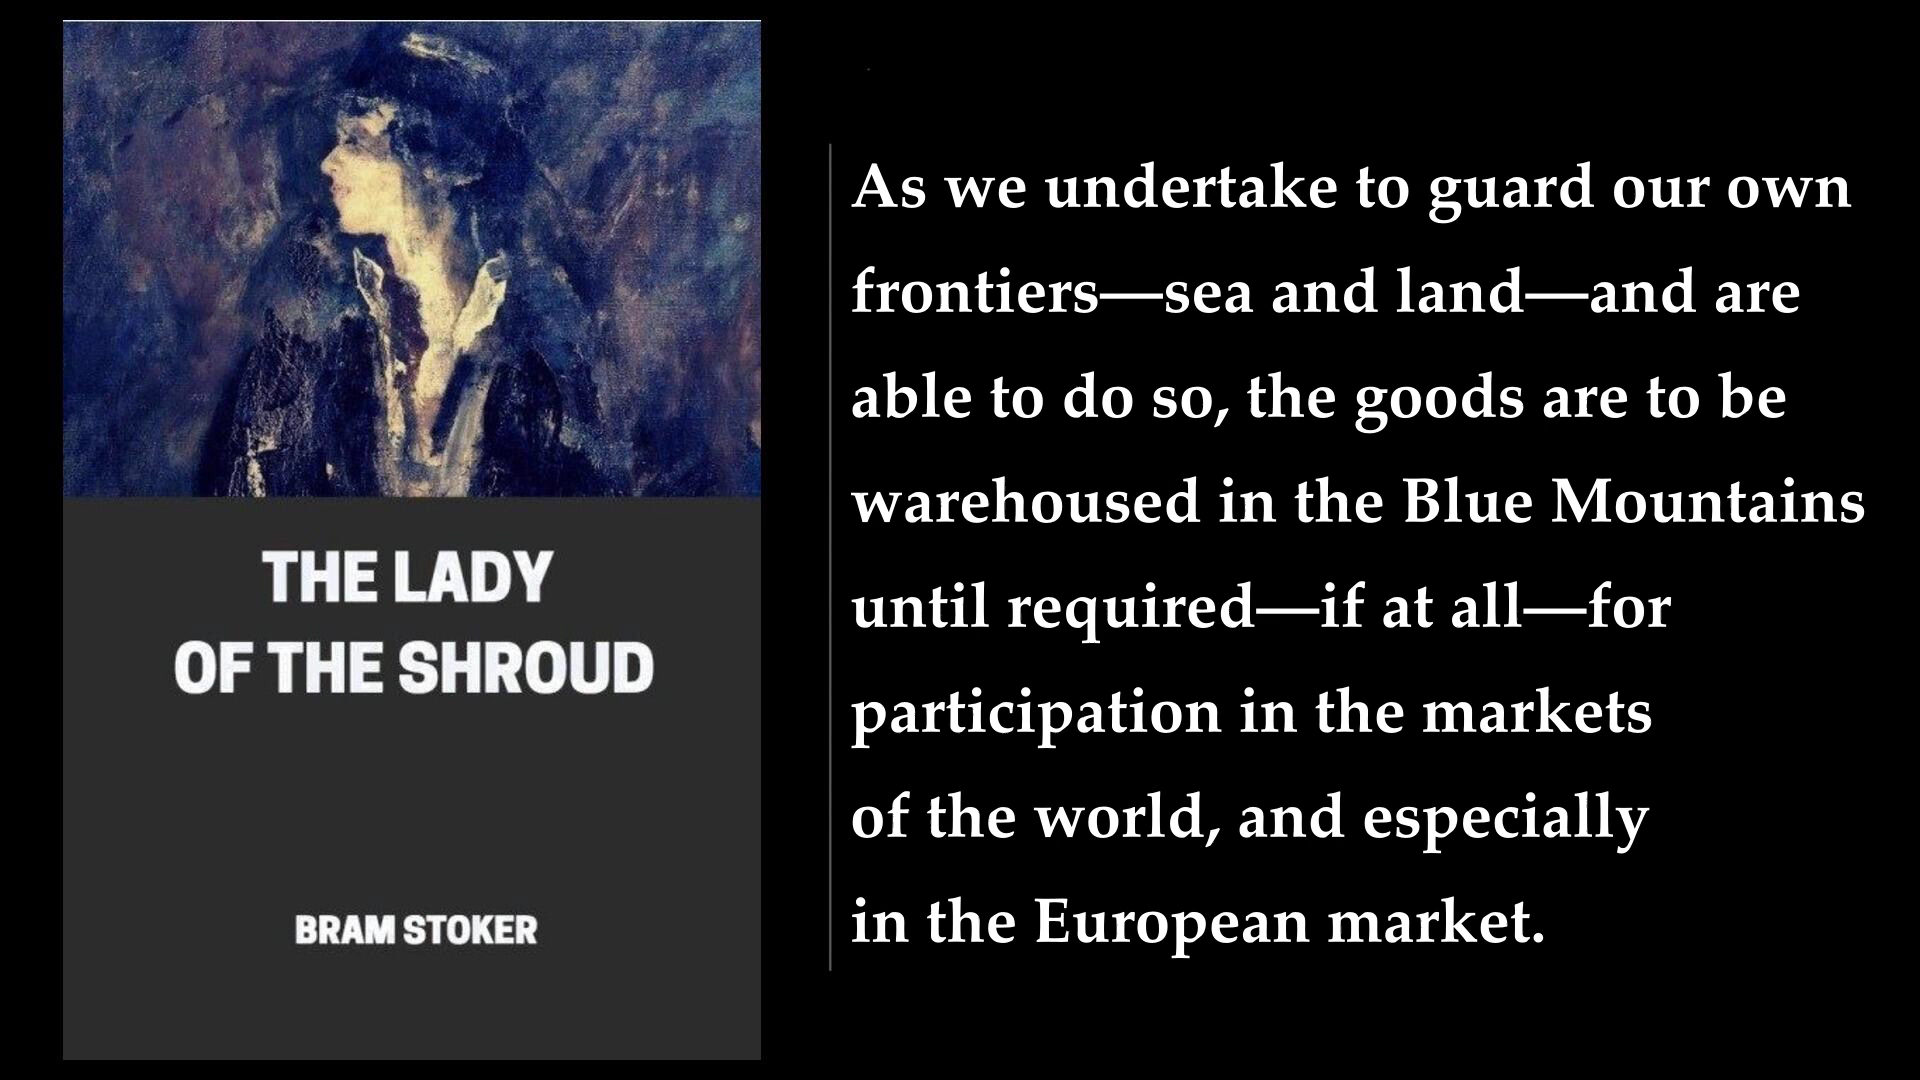 THE LADY
OF THE SHROUD
BRAM STOKER
As we undertake to guard our own
frontiers—sea and land—and are
able to do so, the goods are to be
warehoused in the Blue Mountains
until required—if at all—for
participation in the markets
of the world, and especially
in the European market.